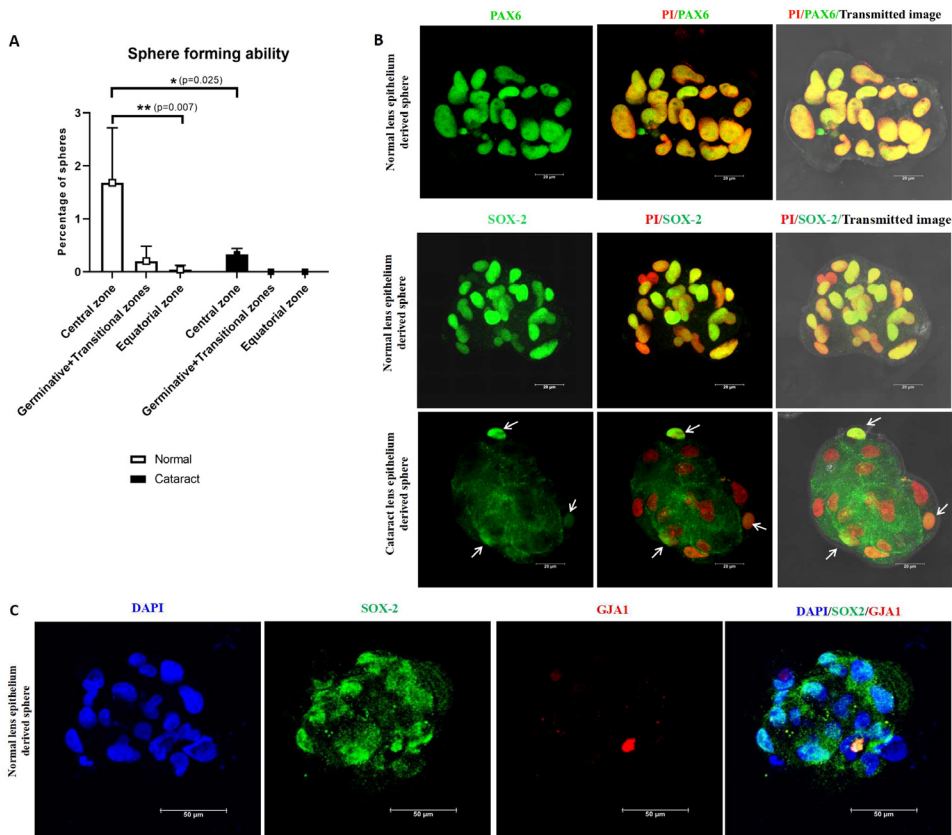 A
Sphere forming ability
* (p=0.025)
** (p=0.007)
Percentage of spheres
3
2
1
0
Central zone
Germinative+Transitional zones
Equatorial zone
Central zone
Germinative+Transitional zones
Equatorial zone
Normal
Cataract
B
PAX6
PI/PAX6
PI/PAX6/Transmitted image
Normal lens epithelium
derived sphere
20 µm
20 µm
20 µm
SOX-2
PI/SOX-2
PI/SOX-2/Transmitted image
Normal lens epithelium
derived sphere
20 µm
20 µm
20 µm
Cataract lens epithelium
derived sphere
20 µm
20 µm
20 µm
C
DAPI
SOX-2
GJA1
DAPI/SOX2/GJA1
Normal lens epithelium
derived sphere
50 µm
50 µm
50 µm
50 µm